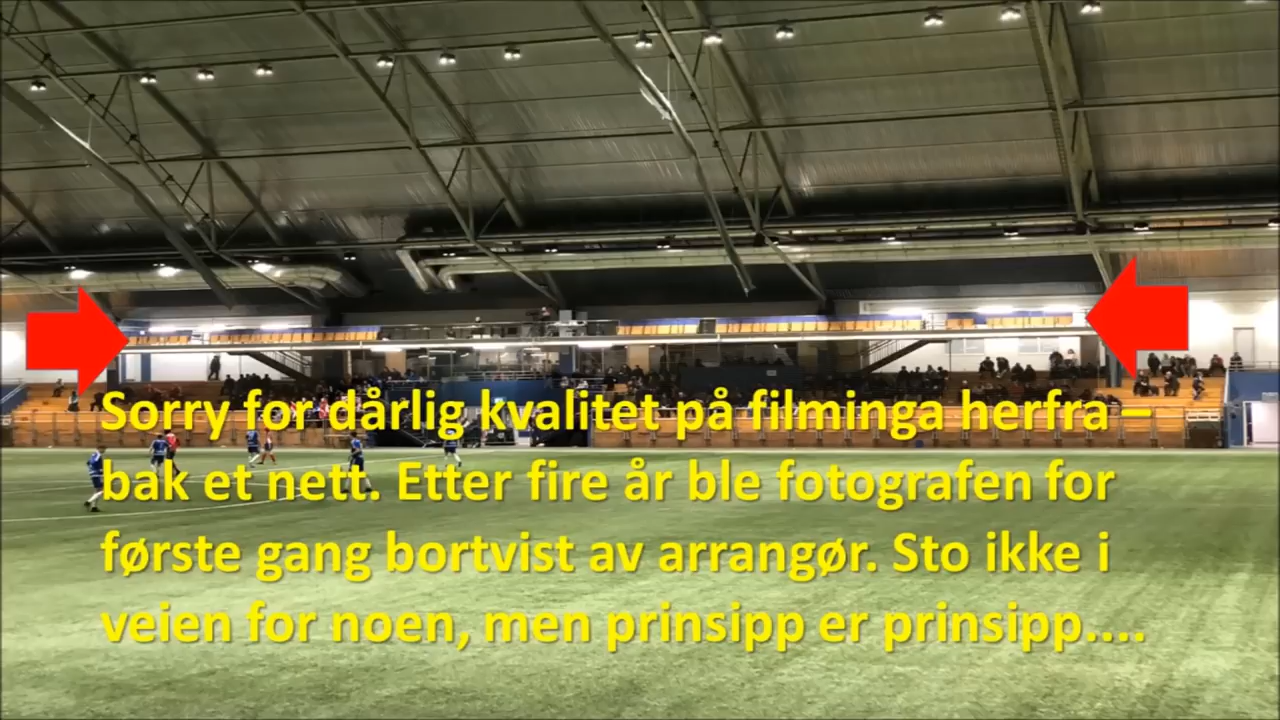 Sorry for dårlig kvalitet på filminga herfra –
bak et nett. Etter fire år ble fotografen for
første gang bortvist av arrangør. Sto ikke i
veien for noen, men prinsipp er prinsipp....